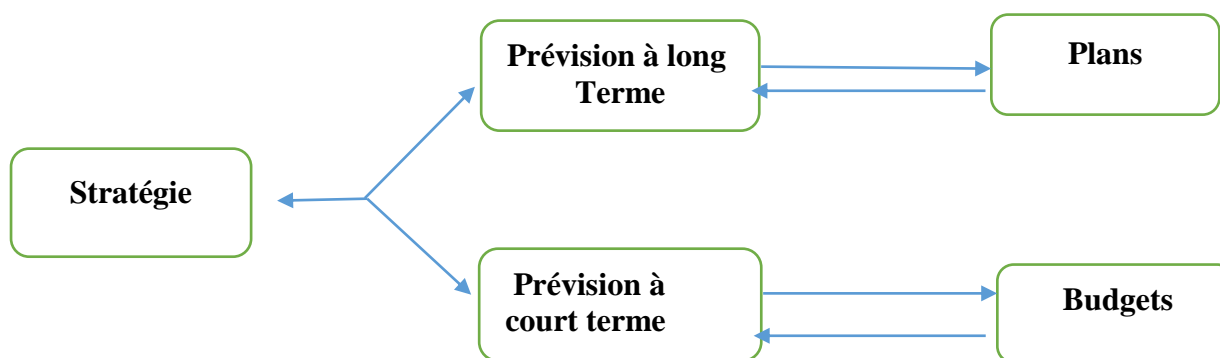 Stratégie
Prévision à long
Terme
Plans
Prévision à
court terme
Budgets